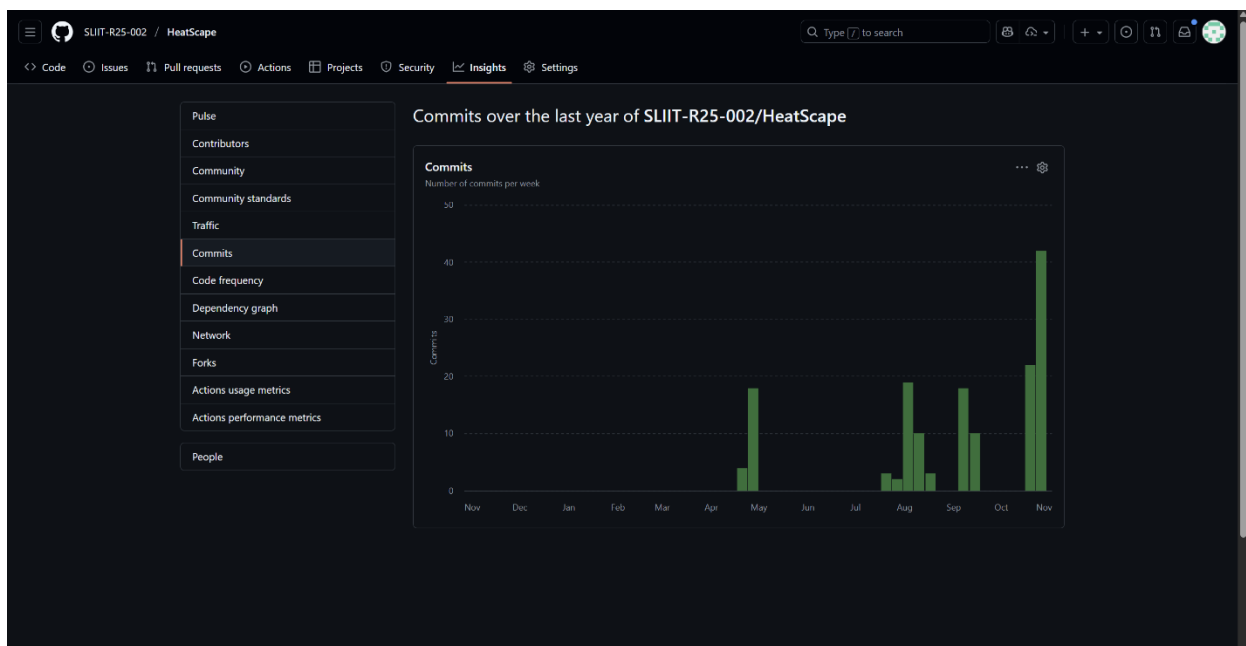 SLIIT-R25-002 / HeatScape
Type / to search
Code Issues Pull requests Actions Projects Security Insights Settings
Pulse
Contributors
Community
Community standards
Traffic
Commits
Code frequency
Dependency graph
Network
Forks
Actions usage metrics
Actions performance metrics
People
Commits over the last year of SLIIT-R25-002/HeatScape
Commits
Number of commits per week
50
40
30
20
10
0
Commits
Nov Dec Jan Feb Mar Apr May Jun Jul Aug Sep Oct Nov